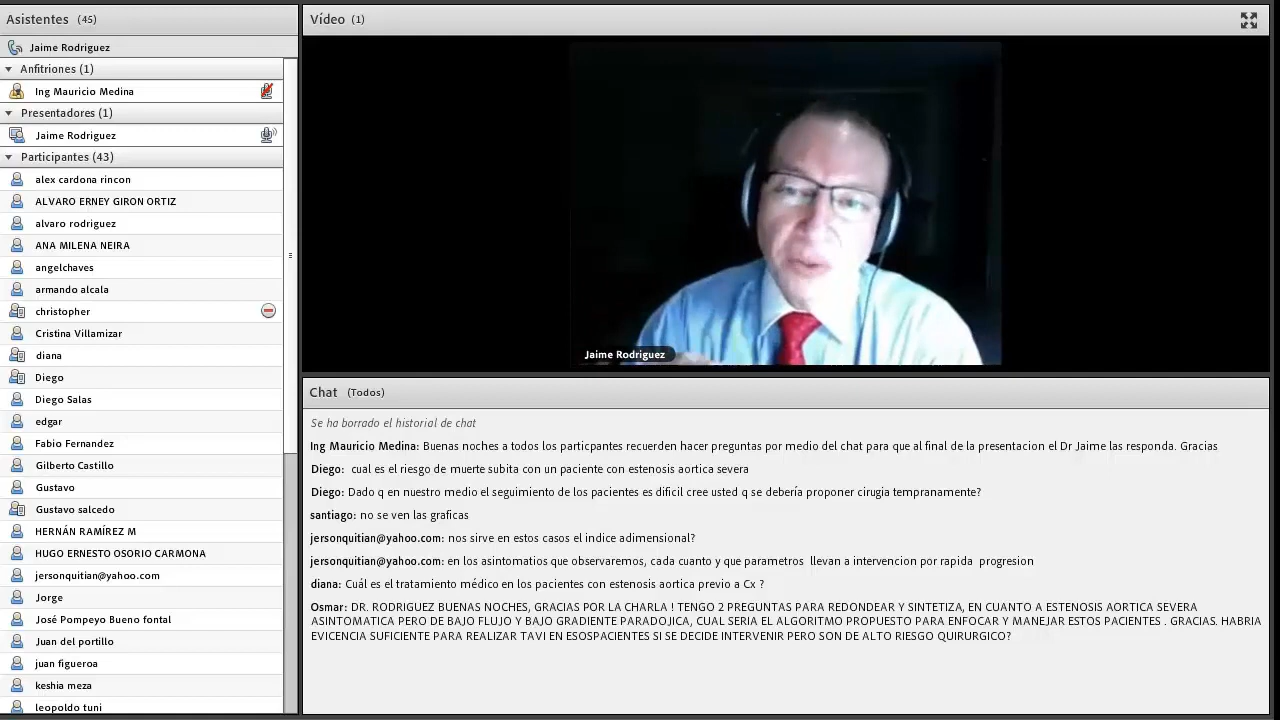 Asistentes (45)
Jaime Rodriguez
Anfitriones (1)
Ing Mauricio Medina
Presentadores (1)
Jaime Rodriguez
Participantes (43)
alex cardona rincon
ALVARO ERNEY GIRON ORTIZ
alvaro rodriguez
ANA MILENA NEIRA
angelchaves
armando alcala
christopher
Cristina Villamizar
diana
Diego
Diego Salas
edgar
Fabio Fernandez
Gilberto Castillo
Gustavo
Gustavo salcedo
HERNÁN RAMÍREZ M
HUGO ERNESTO OSORIO CARMONA
jersonquitian@yahoo.com
Jorge
José Pompeyo Bueno fontal
Juan del portillo
juan figueroa
keshia meza
leopoldo tuni
Vídeo (1)
Jaime Rodriguez
Chat (Todos)
Se ha borrado el historial de chat
Ing Mauricio Medina: Buenas noches a todos los particpantes recuerden hacer preguntas por medio del chat para que al final de la presentacion el Dr Jaime las responda. Gracias
Diego: cual es el riesgo de muerte subita con un paciente con estenosis aortica severa
Diego: Dado q en nuestro medio el seguimiento de los pacientes es dificil cree usted q se debería proponer cirugia tempranamente?
santiago: no se ven las graficas
jersonquitian@yahoo.com: nos sirve en estos casos el indice adimensional?
jersonquitian@yahoo.com: en los asintomatios que observaremos, cada cuanto y que parametros llevan a intervencion por rapida progresion
diana: Cuál es el tratamiento médico en los pacientes con estenosis aortica previo a Cx ?
Osmar: DR. RODRIGUEZ BUENAS NOCHES, GRACIAS POR LA CHARLA ! TENGO 2 PREGUNTAS PARA REDONDEAR Y SINTETIZA, EN CUANTO A ESTENOSIS AORTICA SEVERA
ASINTOMATICA PERO DE BAJO FLUJO Y BAJO GRADIENTE PARADOJICA, CUAL SERIA EL ALGORITMO PROPUESTO PARA ENFOCAR Y MANEJAR ESTOS PACIENTES . GRACIAS. HABRIA
EVICENCIA SUFICIENTE PARA REALIZAR TAVI EN ESOSPACIENTES SI SE DECIDE INTERVENIR PERO SON DE ALTO RIESGO QUIRURGICO?